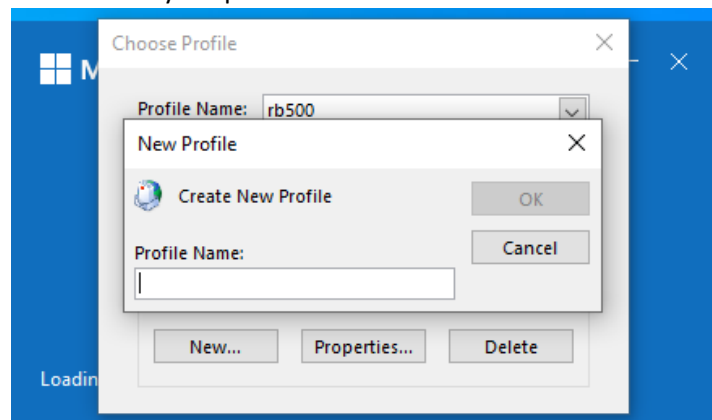 Choose Profile
M
Profile Name: rb500
New Profile
Create New Profile
OK
Profile Name:
Cancel
New... Properties... Delete
Loadin